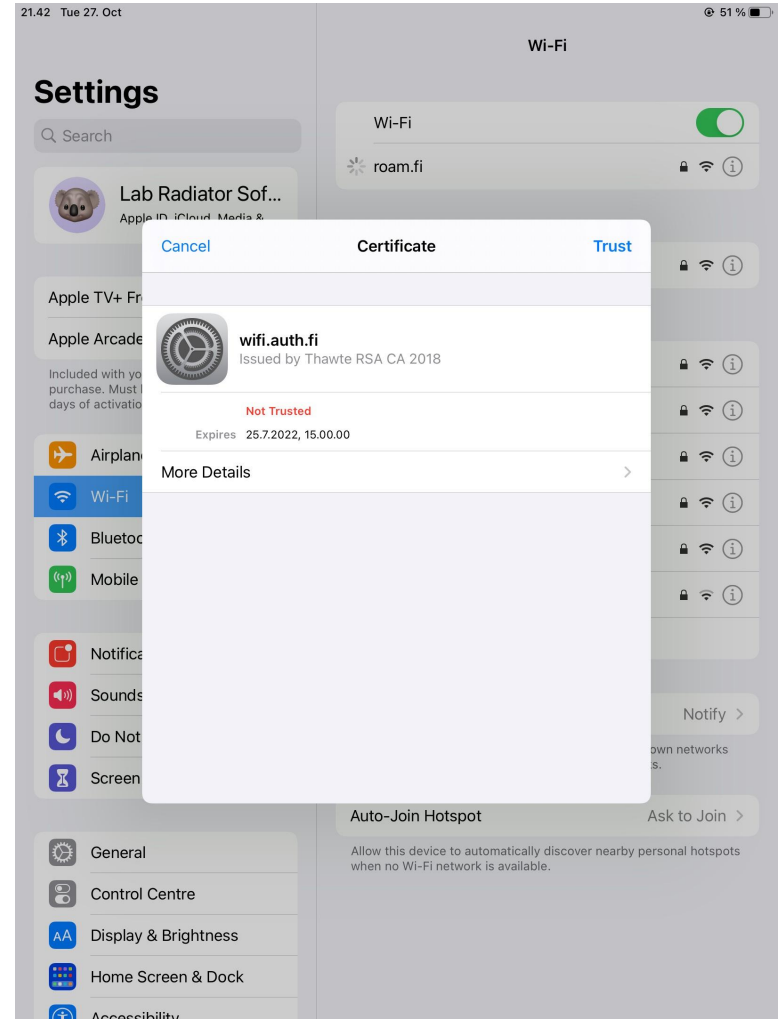 21.42 Tue 27. Oct
51 %
Wi-Fi
Settings
Search
Lab Radiator Sof...
Apple ID, iCloud, Media &
Apple TV+ Fr
Apple Arcade
Included with yo
purchase. Must
days of activatio
Airplan
Wi-Fi
Bluetoo
Mobile
Notifica
Sounds
Do Not
Screen
General
Control Centre
AA Display & Brightness
Home Screen & Dock
Accessibility
Wi-Fi
roam.fi
Cancel
Certificate
Trust
wifi.auth.fi
Issued by Thawte RSA CA 2018
Not Trusted
Expires 25.7.2022, 15.00.00
More Details
Notify
own networks
s.
Auto-Join Hotspot
Ask to Join
Allow this device to automatically discover nearby personal hotspots
when no Wi-Fi network is available.